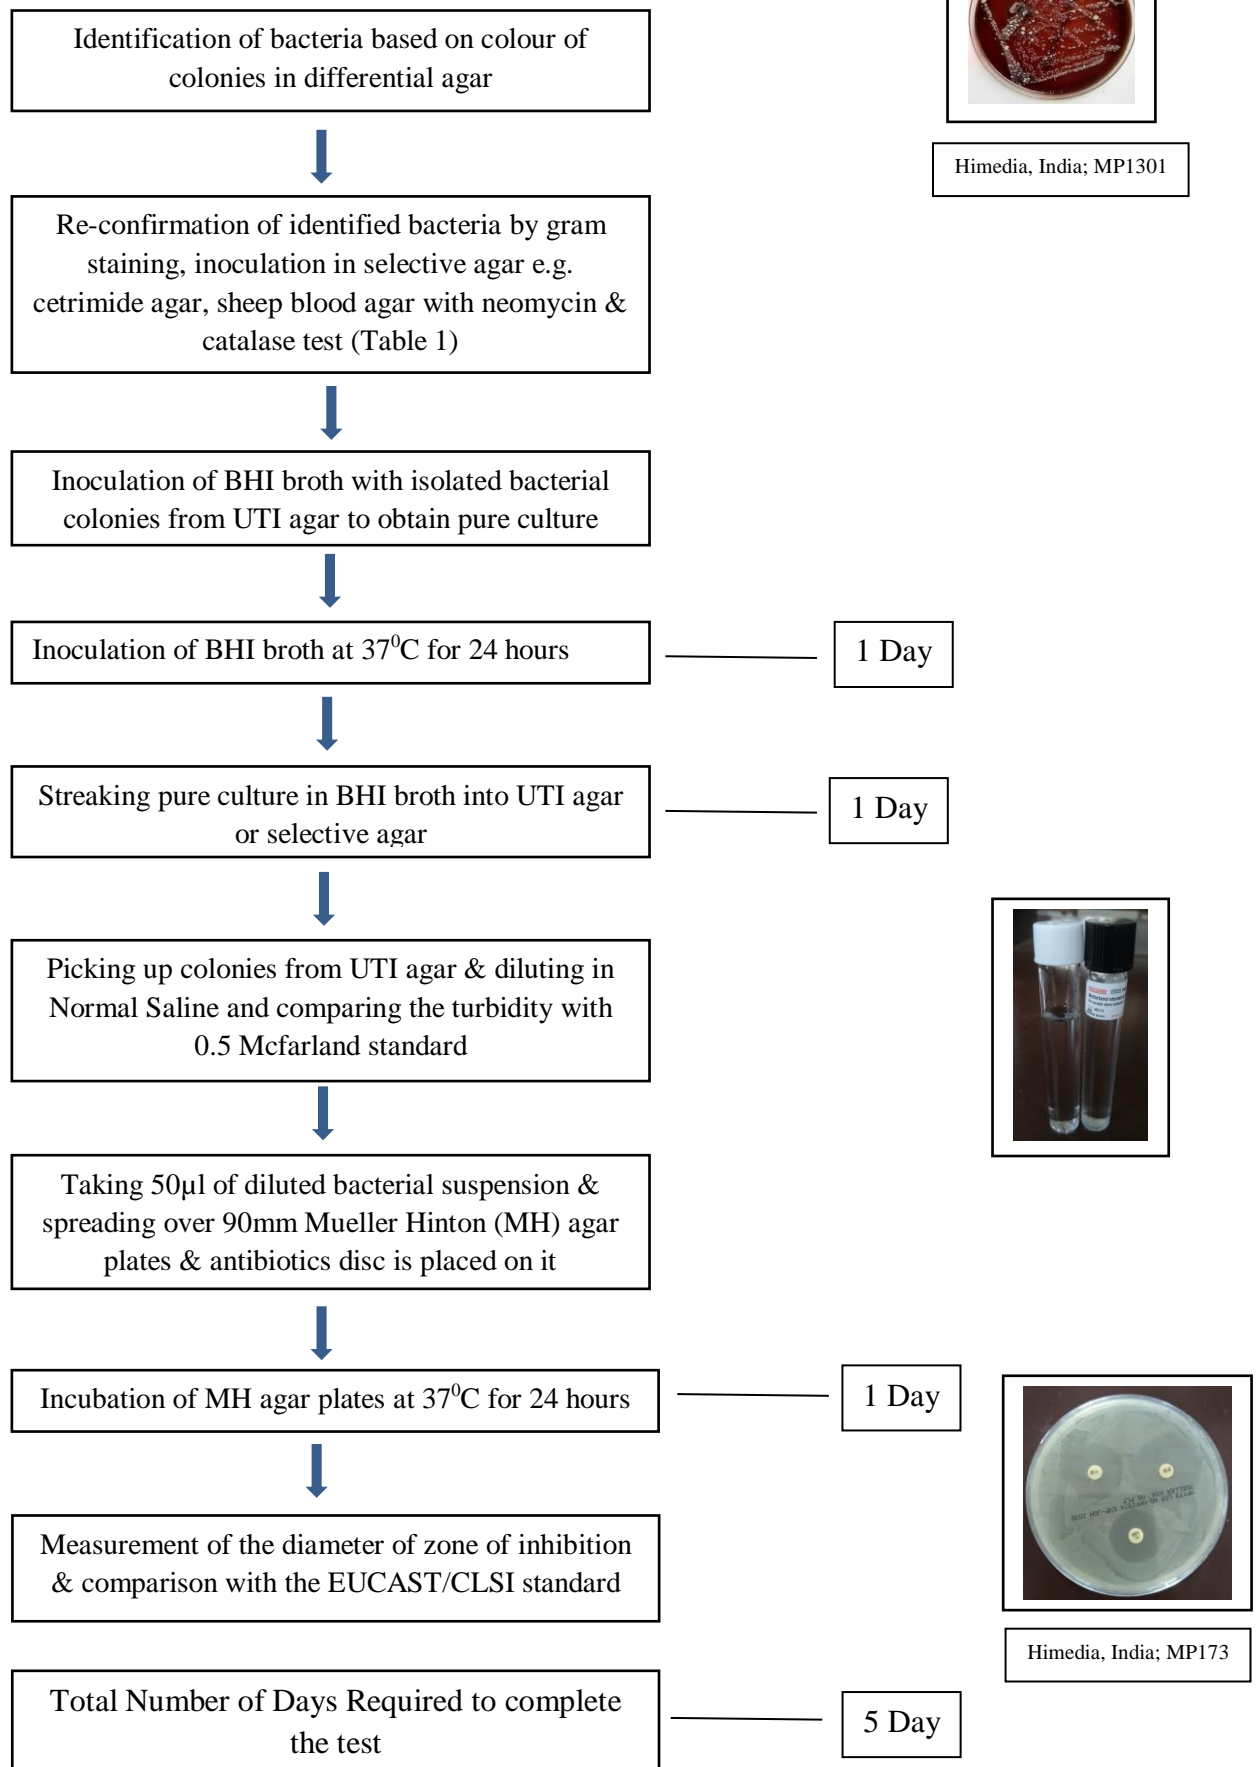 Identification of bacteria based on colour of
colonies in differential agar
Himedia, India; MP1301
Re-confirmation of identified bacteria by gram
staining, inoculation in selective agar e.g.
cetrimide agar, sheep blood agar with neomycin &
catalase test (Table 1)
Inoculation of BHI broth with isolated bacterial
colonies from UTI agar to obtain pure culture
Inoculation of BHI broth at 37⁰C for 24 hours
1 Day
Streaking pure culture in BHI broth into UTI agar
or selective agar
1 Day
Picking up colonies from UTI agar & diluting in
Normal Saline and comparing the turbidity with
0.5 Mcfarland standard
Taking 50µl of diluted bacterial suspension &
spreading over 90mm Mueller Hinton (MH) agar
plates & antibiotics disc is placed on it
Incubation of MH agar plates at 37⁰C for 24 hours
1 Day
Measurement of the diameter of zone of inhibition
& comparison with the EUCAST/CLSI standard
Himedia, India; MP173
Total Number of Days Required to complete
the test
5 Day